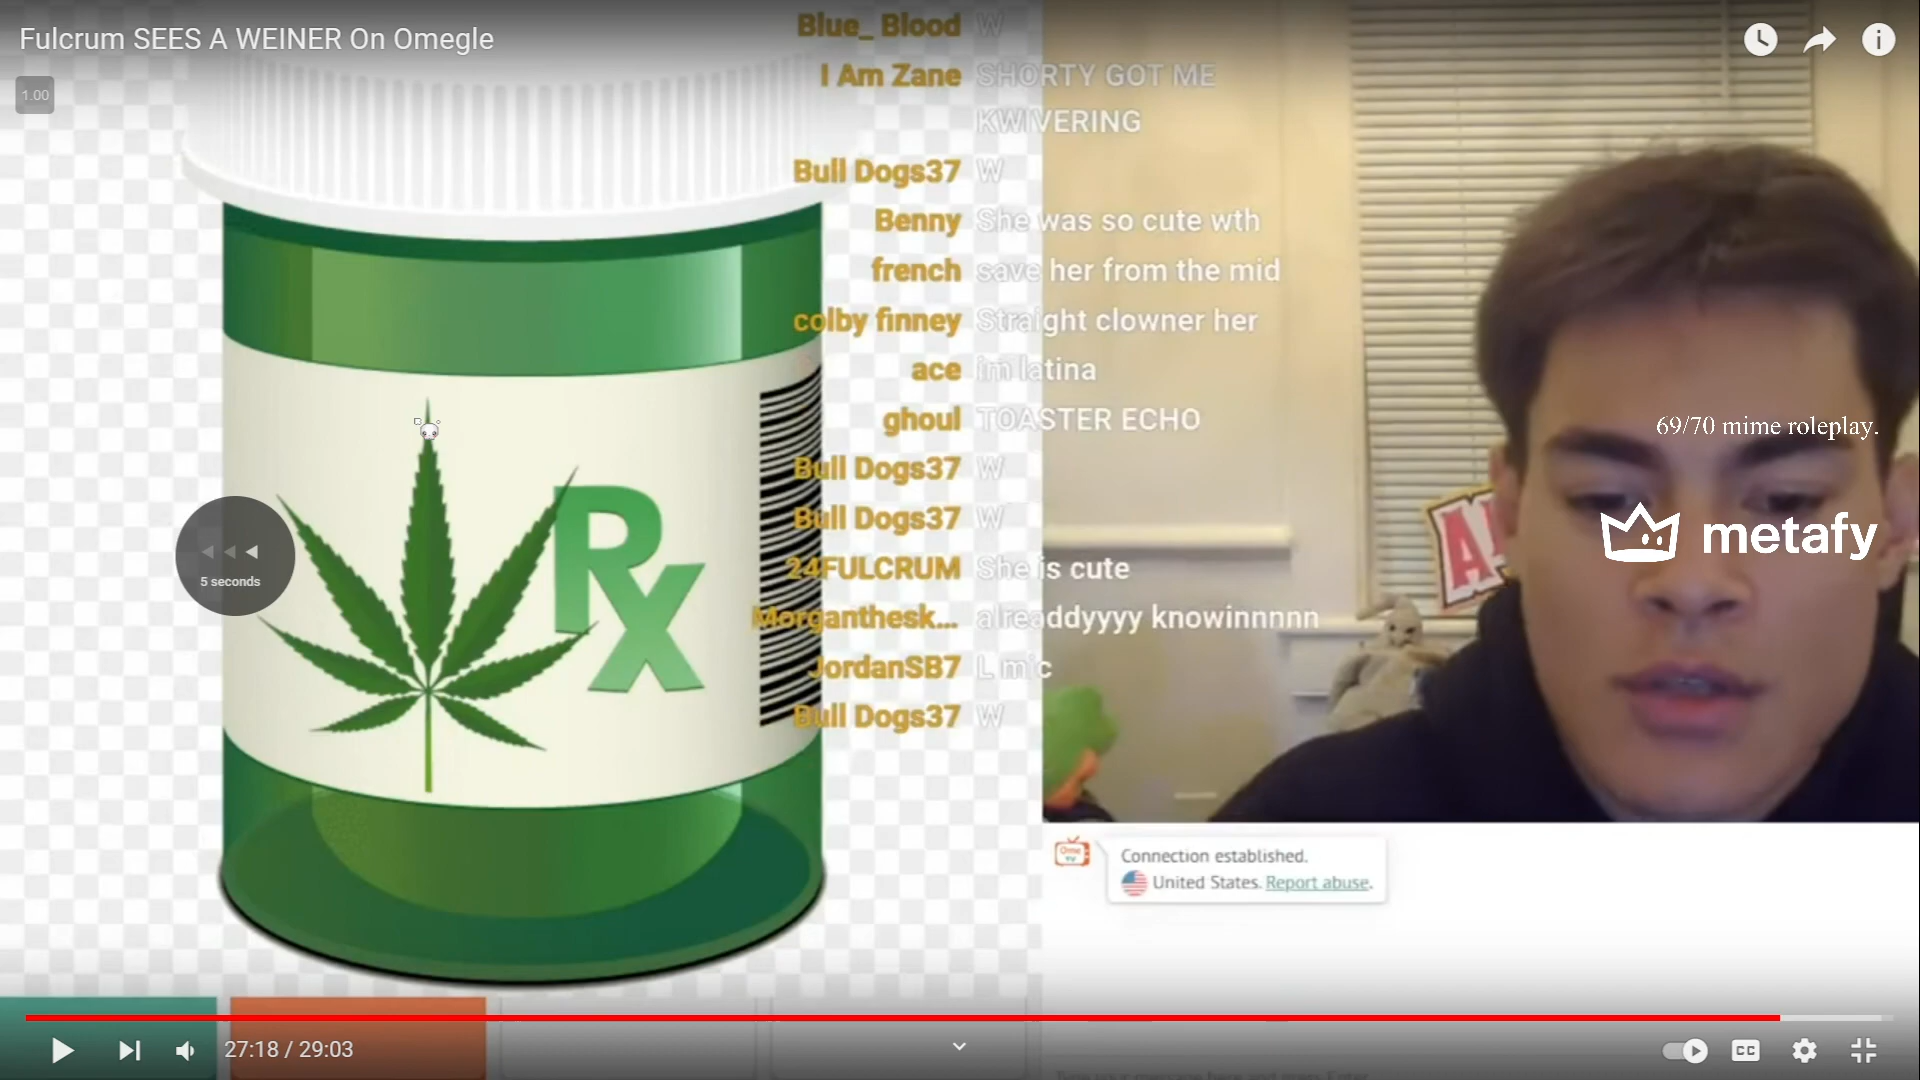 Fulcrum SEES A WEINER On Omegle
1.00
Blue_ Blood W
I Am Zane SHORTY GOT ME
KWIVERING
Bull Dogs37 W
Benny She was so cute wth
french save her from the mid
colby finney Straight clowner her
ace im latina
ghoul TOASTER ECHO
Bull Dogs37 W
Bull Dogs37 W
24FULCRUM She is cute
Morganthesk... alreaddyyyy knowinnnnn
JordanSB7 L mic
Bull Dogs37 W
5 seconds
Rx
69/70 mime roleplay.
metafy
Ome
TV
Connection established.
United States. Report abuse.
27:18 / 29:03
CC